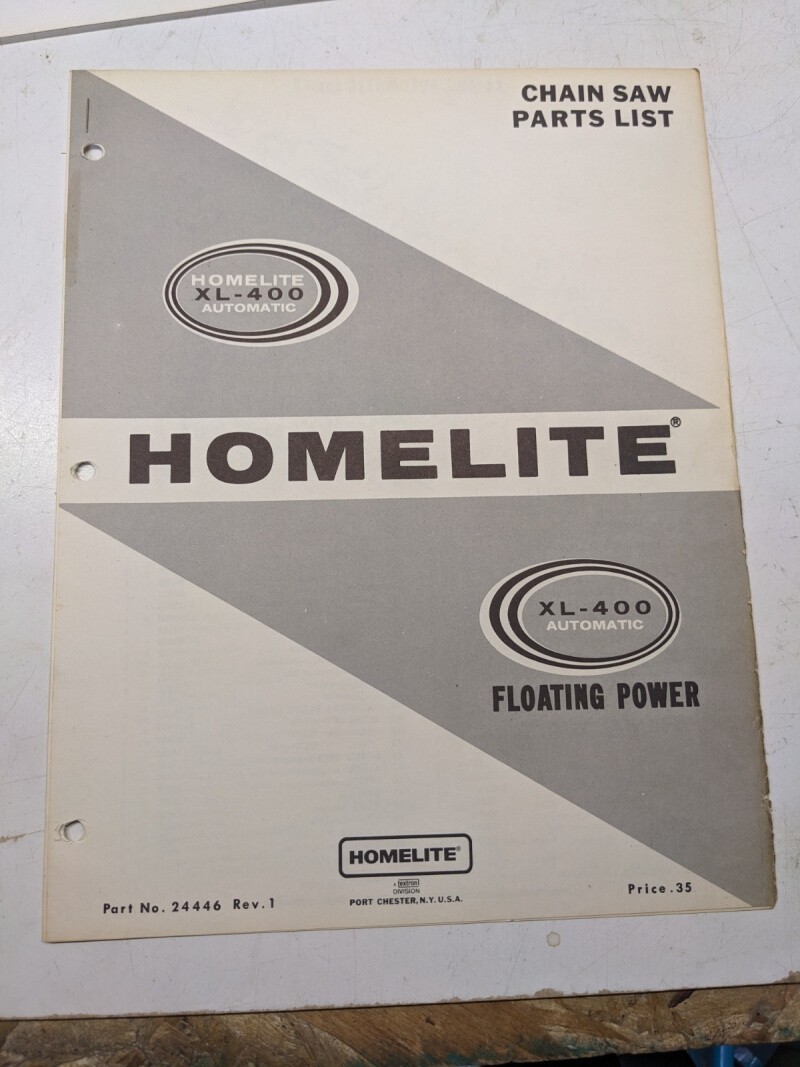 CHAIN SAW
PARTS LIST
HOMELITE
XL-400
AUTOMATIC
HOMELITE®
XL-400
AUTOMATIC
FLOATING POWER
HOMELITE®
A textron
DIVISION
PORT CHESTER, N.Y. U.S.A.
Part No. 24446 Rev. 1
Price .35